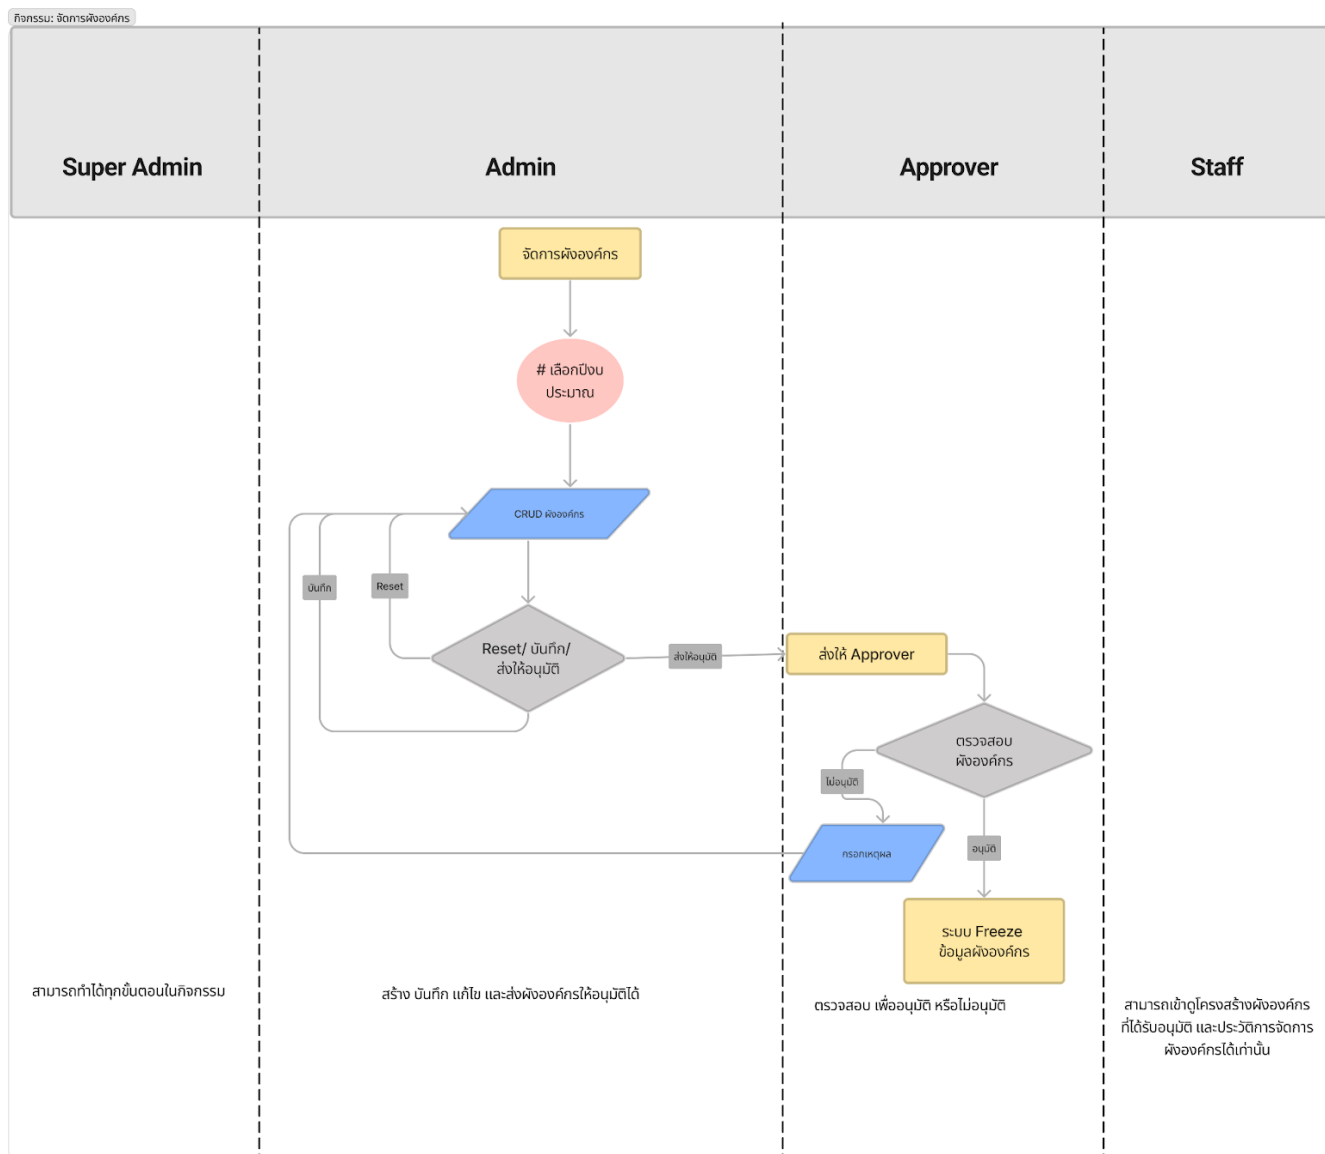 กิจกรรม: จัดการผังองค์กร
Super Admin
Admin
Approver
Staff
จัดการผังองค์กร
# เลือกปีงบ
ประมาณ
CRUD ผังองค์กร
บันทึก
Reset
Reset/ บันทึก/
ส่งให้อนุมัติ
ส่งให้อนุมัติ
ส่งให้ Approver
ตรวจสอบ
ผังองค์กร
ไม่อนุมัติ
กรอกเหตุผล
อนุมัติ
ระบบ Freeze
ข้อมูลผังองค์กร
สามารถทำได้ทุกขั้นตอนในกิจกรรม
สร้าง บันทึก แก้ไข และส่งผังองค์กรให้อนุมัติได้
ตรวจสอบ เพื่ออนุมัติ หรือไม่อนุมัติ
สามารถเข้าดูโครงสร้างผังองค์กร
ที่ได้รับอนุมัติ และประวัติการจัดการ
ผังองค์กรได้เท่านั้น